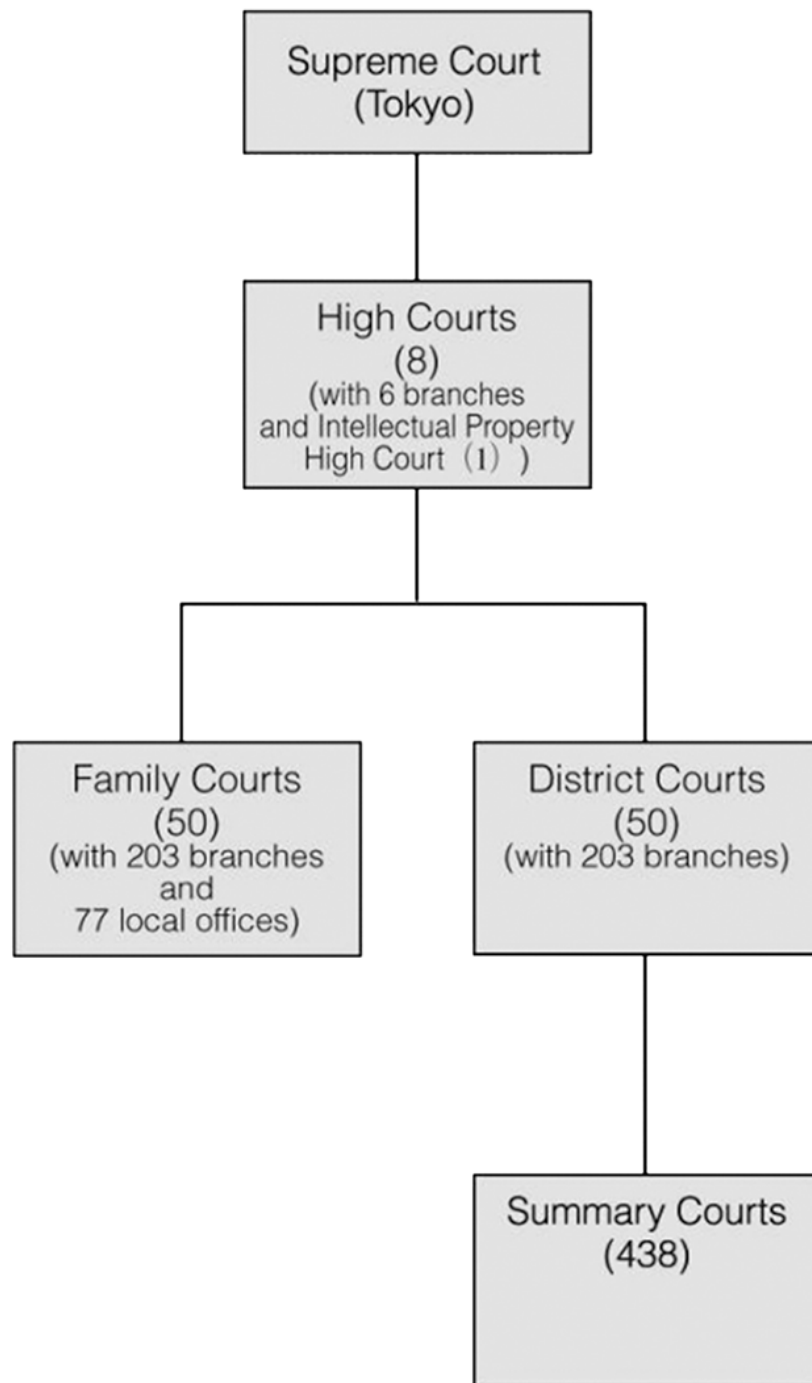 Supreme Court
(Tokyo)
High Courts
(8)
(with 6 branches
and Intellectual Property
High Court（1）)
Family Courts
(50)
(with 203 branches
and
77 local offices)
District Courts
(50)
(with 203 branches)
Summary Courts
(438)